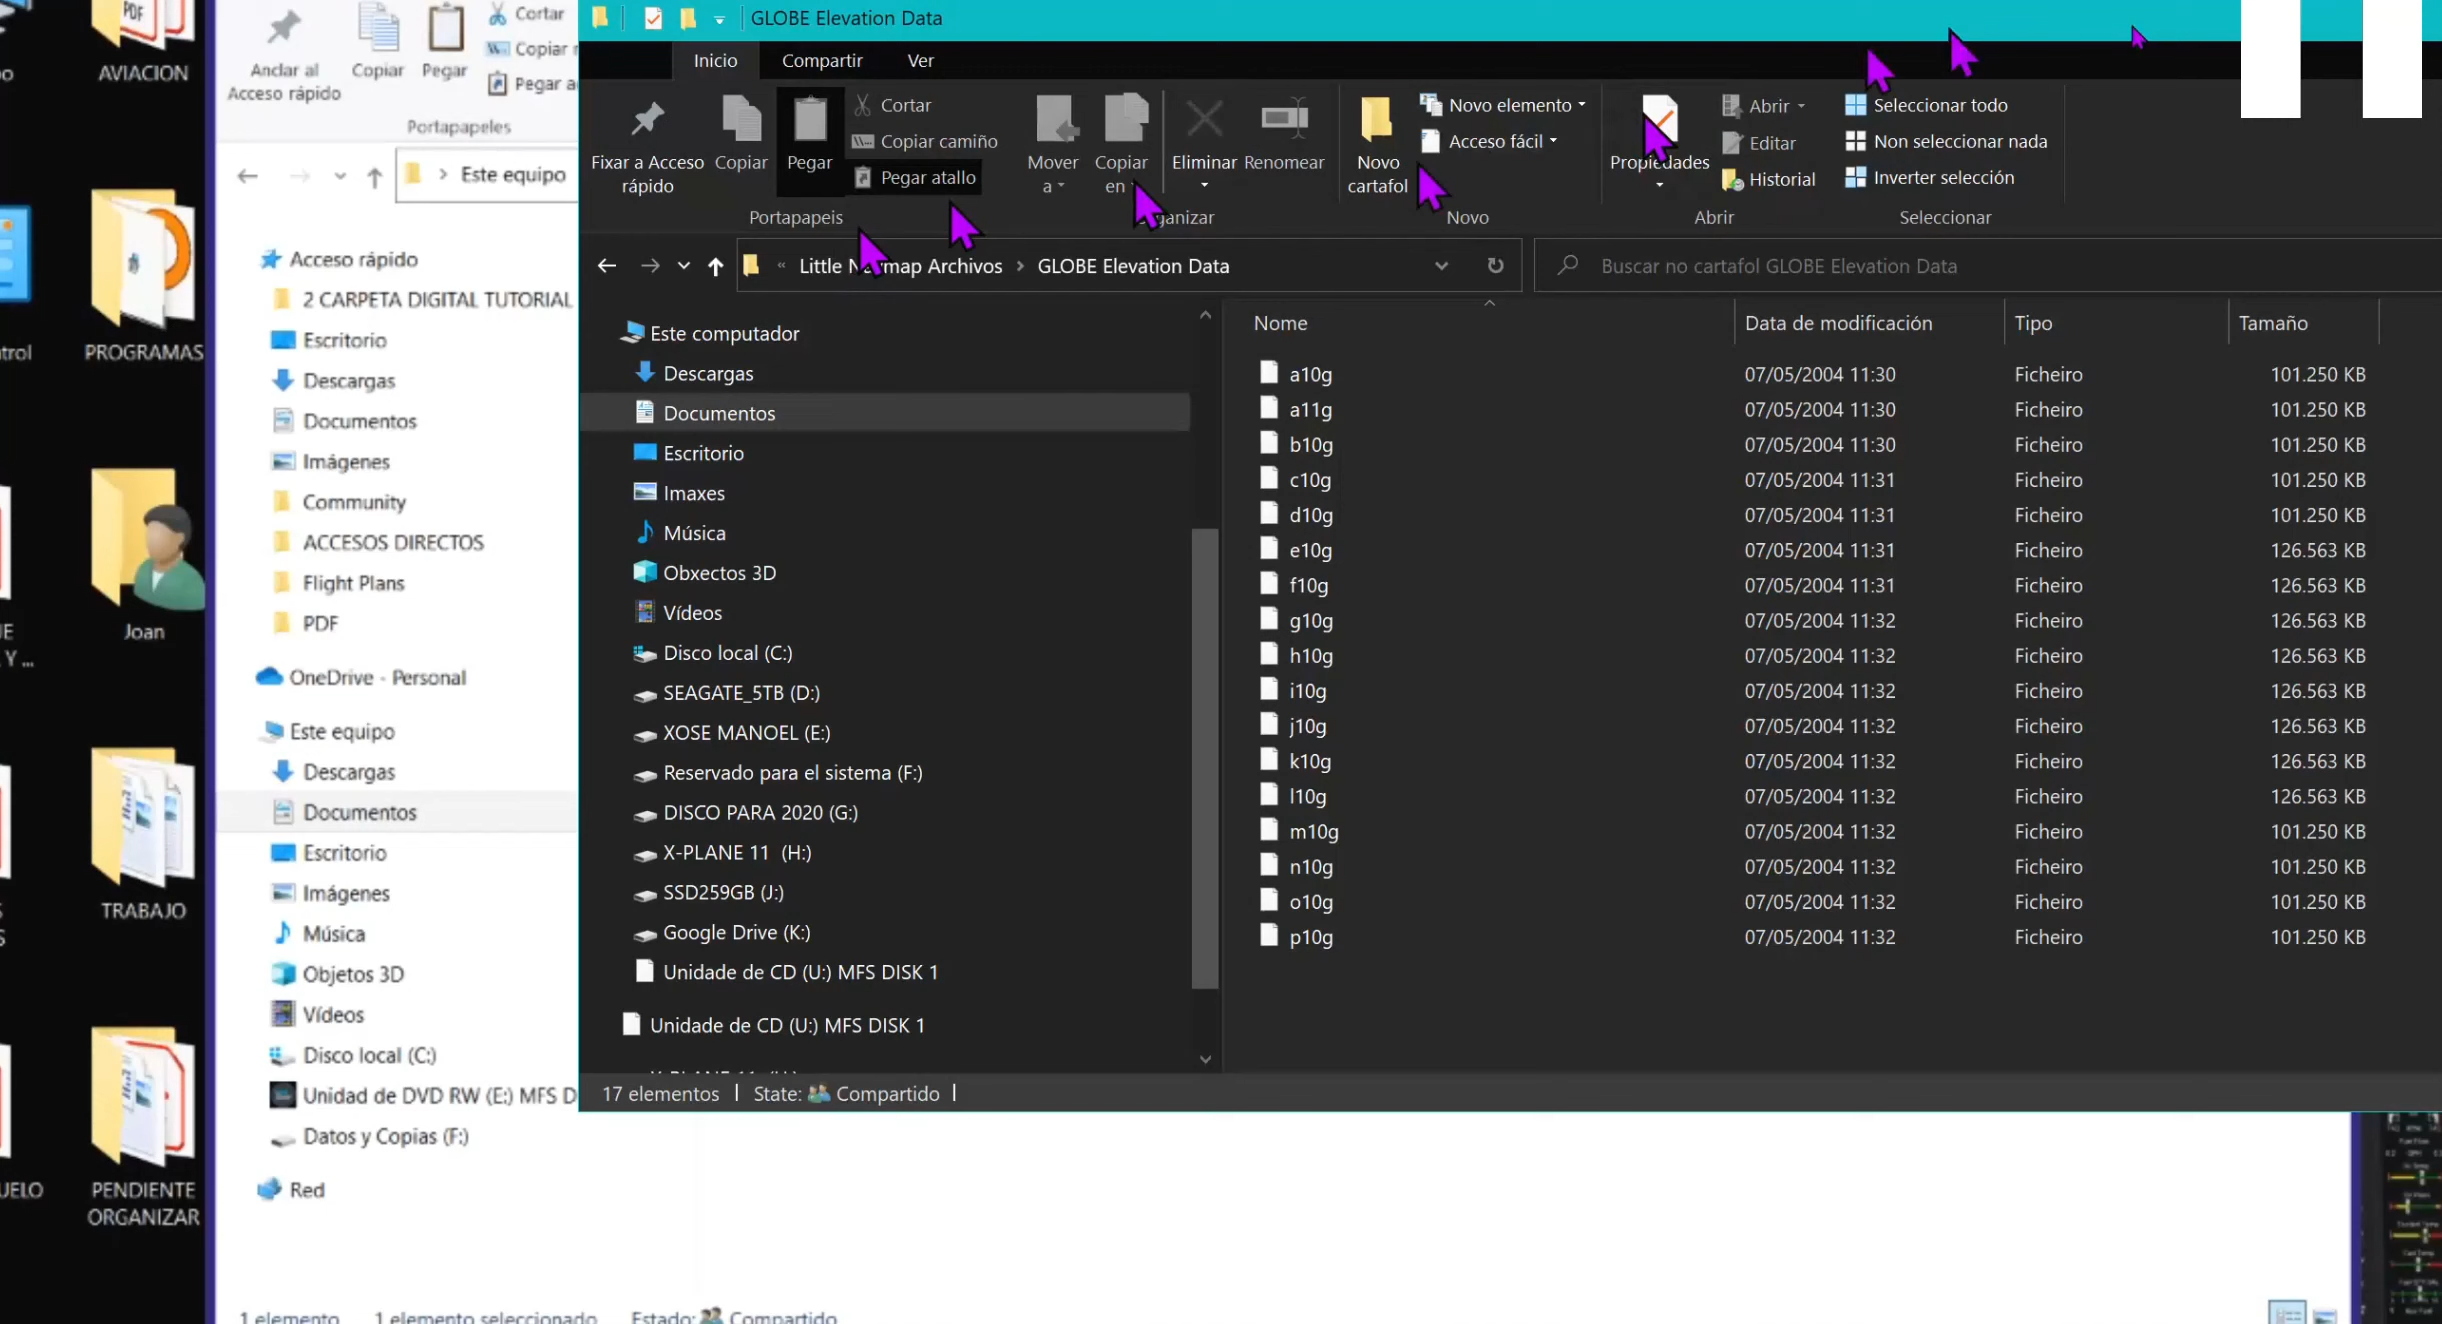 AVIACION
PROGRAMAS
Joan
TRABAJO
PENDIENTE
ORGANIZAR
Anclar al
Acceso rápido
Copiar
Pegar
Cortar
Copiar
Pegar
Portapapeles
Este equipo
Acceso rápido
2 CARPETA DIGITAL TUTORIAL
Escritorio
Descargas
Documentos
Imágenes
Community
ACCESOS DIRECTOS
Flight Plans
PDF
OneDrive - Personal
Este equipo
Descargas
Documentos
Escritorio
Imágenes
Música
Objetos 3D
Vídeos
Disco local (C:)
Unidad de DVD RW (E:) MFS D
Datos y Copias (F:)
Red
1 elemento
1 elemento seleccionado
Estado:
Compartido
GLOBE Elevation Data
Inicio
Compartir
Ver
Fixar a Acceso
rápido
Copiar
Pegar
Cortar
Copiar camiño
Pegar atallo
Portapapeis
Mover
a
Copiar
en
Eliminar
Renomear
Novo
cartafol
Novo elemento
Acceso fácil
Novo
Propiedades
Abrir
Editar
Historial
Abrir
Seleccionar todo
Non seleccionar nada
Inverter selección
Seleccionar
Little Navmap Archivos > GLOBE Elevation Data
Buscar no cartafol GLOBE Elevation Data
Este computador
Descargas
Documentos
Escritorio
Imaxes
Música
Obxectos 3D
Vídeos
Disco local (C:)
SEAGATE_5TB (D:)
XOSE MANOEL (E:)
Reservado para el sistema (F:)
DISCO PARA 2020 (G:)
X-PLANE 11 (H:)
SSD259GB (J:)
Google Drive (K:)
Unidade de CD (U:) MFS DISK 1
Unidade de CD (U:) MFS DISK 1
Nome Data de modificación Tipo Tamaño
a10g 07/05/2004 11:30 Ficheiro 101.250 KB
a11g 07/05/2004 11:30 Ficheiro 101.250 KB
b10g 07/05/2004 11:30 Ficheiro 101.250 KB
c10g 07/05/2004 11:31 Ficheiro 101.250 KB
d10g 07/05/2004 11:31 Ficheiro 101.250 KB
e10g 07/05/2004 11:31 Ficheiro 126.563 KB
f10g 07/05/2004 11:31 Ficheiro 126.563 KB
g10g 07/05/2004 11:32 Ficheiro 126.563 KB
h10g 07/05/2004 11:32 Ficheiro 126.563 KB
i10g 07/05/2004 11:32 Ficheiro 126.563 KB
j10g 07/05/2004 11:32 Ficheiro 126.563 KB
k10g 07/05/2004 11:32 Ficheiro 126.563 KB
l10g 07/05/2004 11:32 Ficheiro 126.563 KB
m10g 07/05/2004 11:32 Ficheiro 101.250 KB
n10g 07/05/2004 11:32 Ficheiro 101.250 KB
o10g 07/05/2004 11:32 Ficheiro 101.250 KB
p10g 07/05/2004 11:32 Ficheiro 101.250 KB
17 elementos
State: Compartido